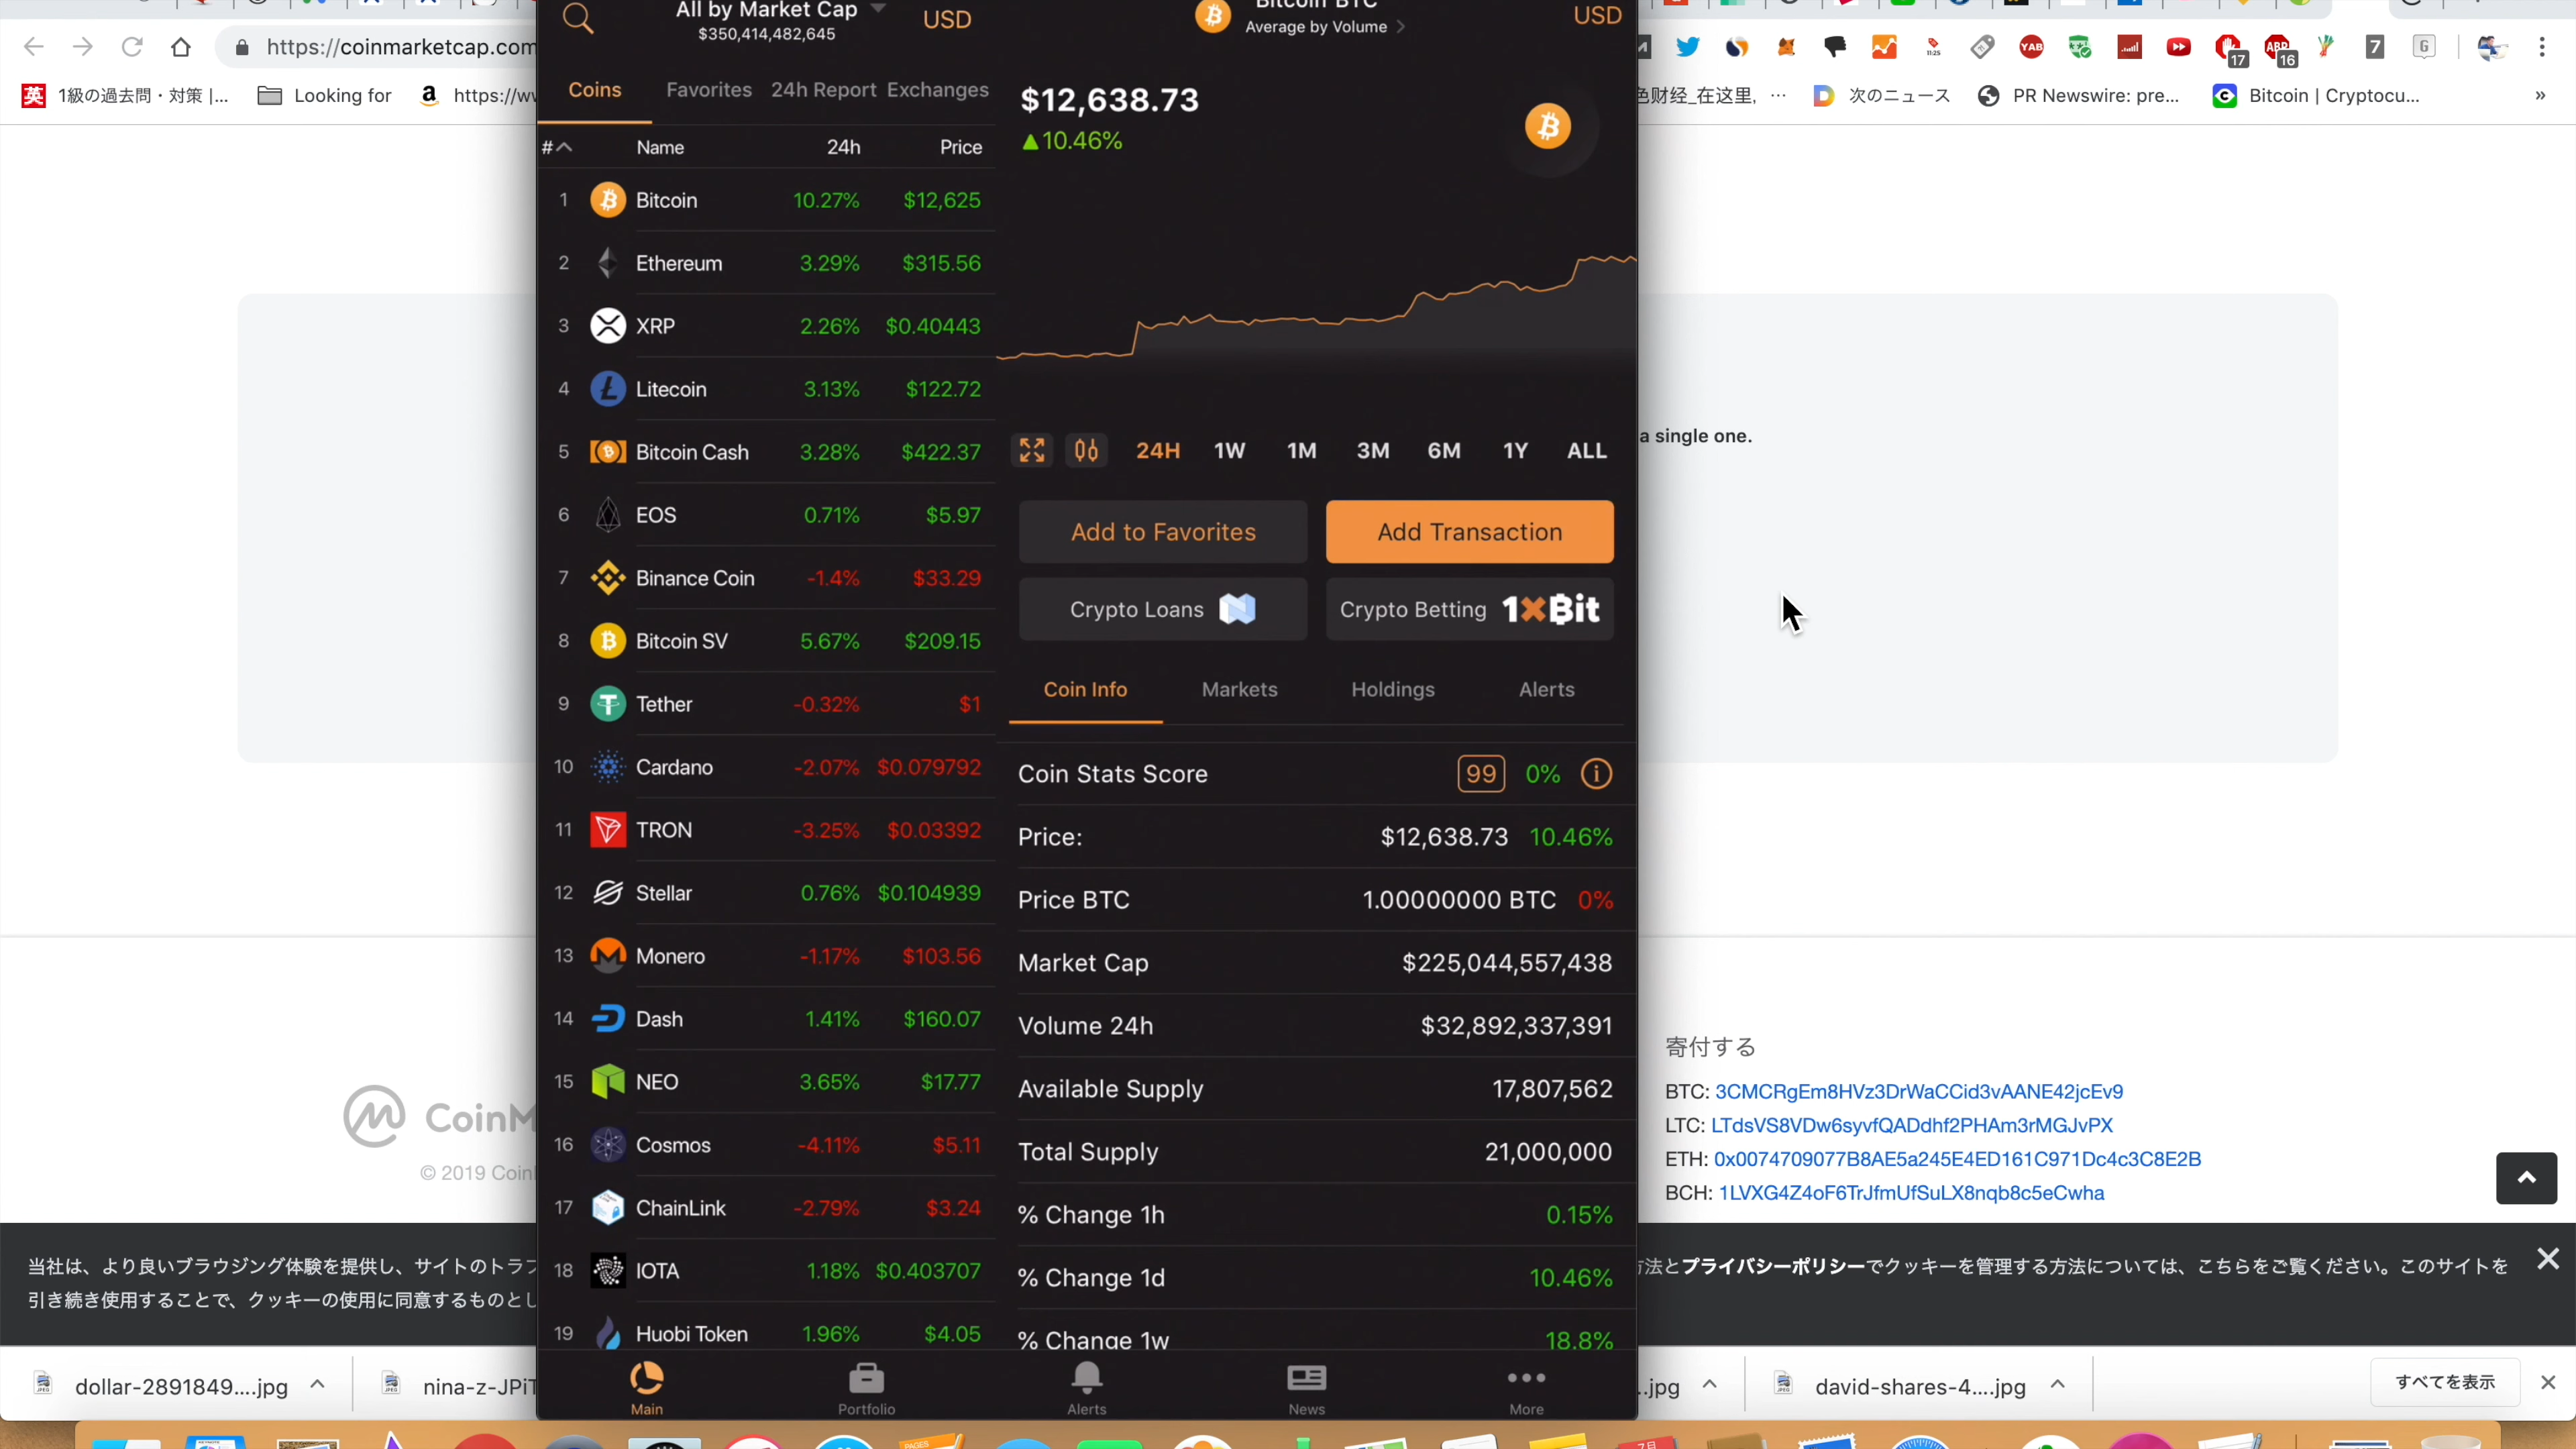 All by Market Cap
$350,414,482,645
USD
Bitcoin BTC
Average by Volume
USD
https://coinmarketcap.com
17
16
11:25
YAB
ABP
7
G
英 1級の過去問・対策 |...
Looking for
a https://w
色财经_在这里, ...
D 次のニュース
PR Newswire: pre...
Bitcoin | Cryptocu...
»
Coins
Favorites
24h Report
Exchanges
$12,638.73
10.46%
#
Name
24h
Price
1 Bitcoin 10.27% $12,625
2 Ethereum 3.29% $315.56
3 XRP 2.26% $0.40443
4 Litecoin 3.13% $122.72
5 Bitcoin Cash 3.28% $422.37
6 EOS 0.71% $5.97
7 Binance Coin -1.4% $33.29
8 Bitcoin SV 5.67% $209.15
9 Tether -0.32% $1
10 Cardano -2.07% $0.079792
11 TRON -3.25% $0.03392
12 Stellar 0.76% $0.104939
13 Monero -1.17% $103.56
14 Dash 1.41% $160.07
15 NEO 3.65% $17.77
16 Cosmos -4.11% $5.11
17 ChainLink -2.79% $3.24
18 IOTA 1.18% $0.403707
19 Huobi Token 1.96% $4.05
24H 1W 1M 3M 6M 1Y ALL
Add to Favorites
Add Transaction
Crypto Loans
Crypto Betting 1XBit
Coin Info
Markets
Holdings
Alerts
Coin Stats Score 99 0%
Price: $12,638.73 10.46%
Price BTC 1.00000000 BTC 0%
Market Cap $225,044,557,438
Volume 24h $32,892,337,391
Available Supply 17,807,562
Total Supply 21,000,000
% Change 1h 0.15%
% Change 1d 10.46%
% Change 1w 18.8%
Main
Portfolio
Alerts
News
More
a single one.
CoinM
© 2019 Coin
寄付する
BTC: 3CMCRgEm8HVz3DrWaCCid3vAANE42jcEv9
LTC: LTdsVS8VDw6syvfQADdhf2PHAm3rMGJvPX
ETH: 0x0074709077B8AE5a245E4ED161C971Dc4c3C8E2B
BCH: 1LVXG4Z4oF6TrJfmUfSuLX8nqb8c5eCwha
当社は、より良いブラウジング体験を提供し、サイトのトラフ
法とプライバシーポリシーでクッキーを管理する方法については、こちらをご覧ください。このサイトを
引き続き使用することで、クッキーの使用に同意するものとし
dollar-2891849....jpg
nina-z-JPiT
.jpg
david-shares-4....jpg
すべてを表示
PAGES
7月